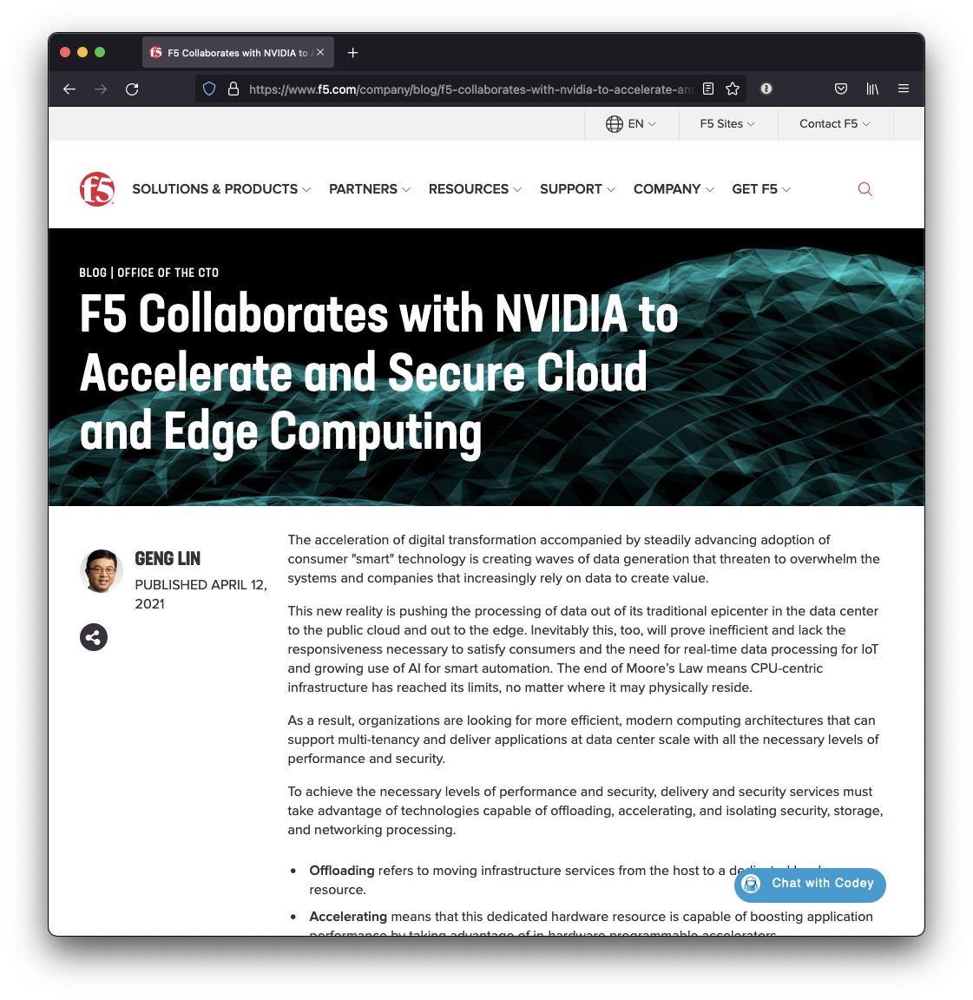 F5 Collaborates with NVIDIA to
https://www.f5.com/company/blog/f5-collaborates-with-nvidia-to-accelerate-an
EN
F5 Sites
Contact F5
f5
SOLUTIONS & PRODUCTS
PARTNERS
RESOURCES
SUPPORT
COMPANY
GET F5
BLOG | OFFICE OF THE CTO
F5 Collaborates with NVIDIA to
Accelerate and Secure Cloud
and Edge Computing
GENG LIN
PUBLISHED APRIL 12,
2021
The acceleration of digital transformation accompanied by steadily advancing adoption of
consumer "smart" technology is creating waves of data generation that threaten to overwhelm the
systems and companies that increasingly rely on data to create value.
This new reality is pushing the processing of data out of its traditional epicenter in the data center
to the public cloud and out to the edge. Inevitably this, too, will prove inefficient and lack the
responsiveness necessary to satisfy consumers and the need for real-time data processing for IoT
and growing use of AI for smart automation. The end of Moore’s Law means CPU-centric
infrastructure has reached its limits, no matter where it may physically reside.
As a result, organizations are looking for more efficient, modern computing architectures that can
support multi-tenancy and deliver applications at data center scale with all the necessary levels of
performance and security.
To achieve the necessary levels of performance and security, delivery and security services must
take advantage of technologies capable of offloading, accelerating, and isolating security, storage,
and networking processing.
• Offloading refers to moving infrastructure services from the host to a
resource.
Chat with Codey
• Accelerating means that this dedicated hardware resource is capable of boosting application
performance by taking advantage of in-hardware programmable accelerators